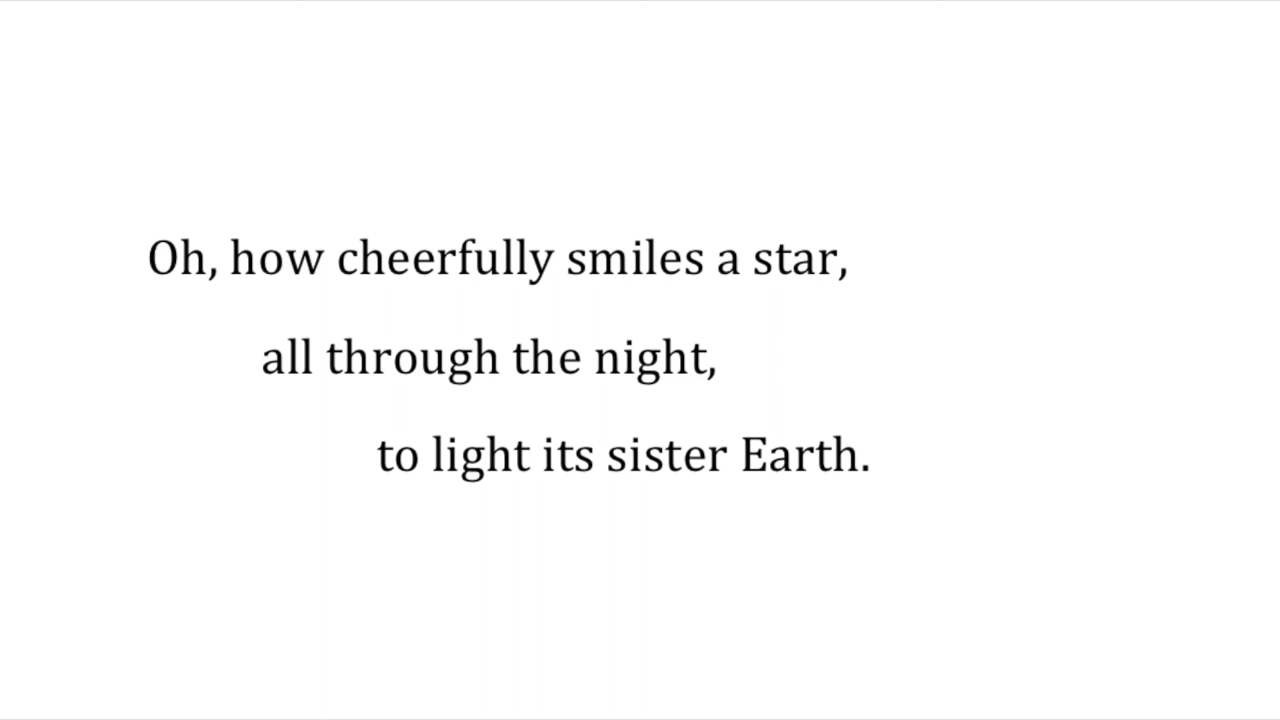 Oh, how cheerfully smiles a star,
all through the night,
to light its sister Earth.